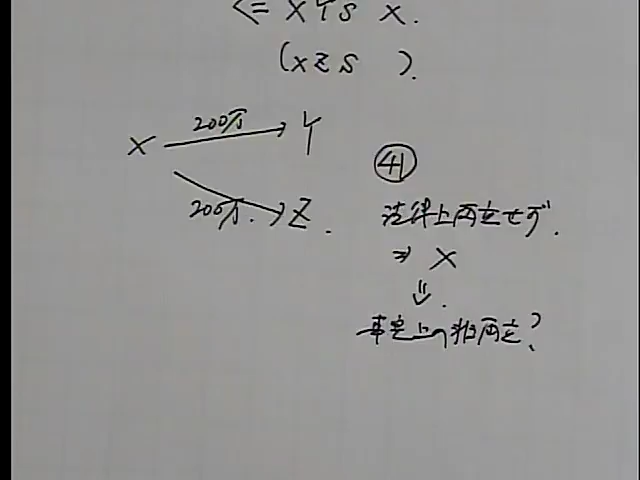 <= X Y S X.
(X Z S ).
X 200万 Y
200万. Z.
㊶
法律上両立せず.
⇒ X
⇓.
事実上の非両立?